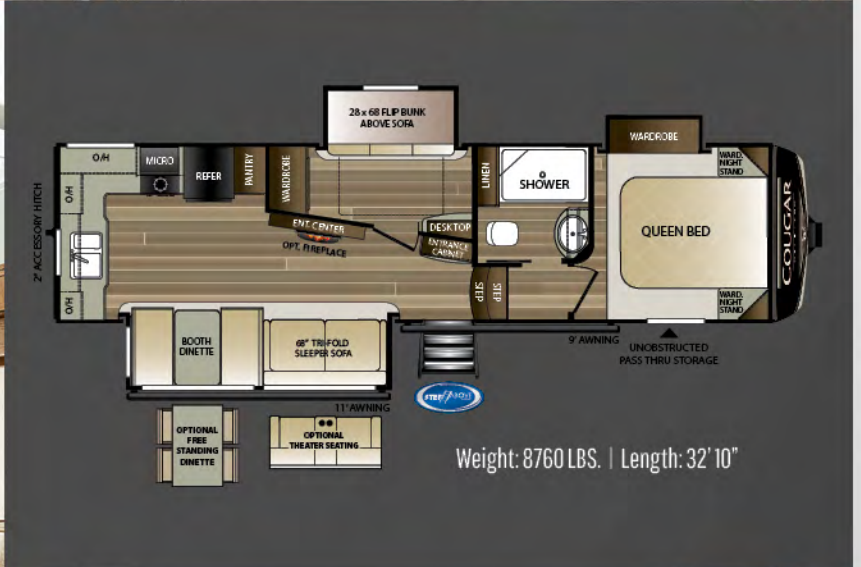 28 x 68 FLIP BUNK
ABOVE SOFA
WARDROBE
O/H
MICRO
REFER
PANTRY
WARDROBE
LINEN
SHOWER
WARD.
NIGHT
STAND
O/H
2" ACCESSORY HITCH
ENT. CENTER
OPT. FIREPLACE
DESKTOP
ENTRANCE
CABINET
QUEEN BED
COUGAR
STEP
STEP
O/H
WARD.
NIGHT
STAND
BOOTH
DINETTE
68" TRI-FOLD
SLEEPER SOFA
9' AWNING
UNOBSTRUCTED
PASS THRU STORAGE
11' AWNING
STEP ABOVE
OPTIONAL
FREE
STANDING
DINETTE
OPTIONAL
THEATER SEATING
Weight: 8760 LBS. | Length: 32' 10"